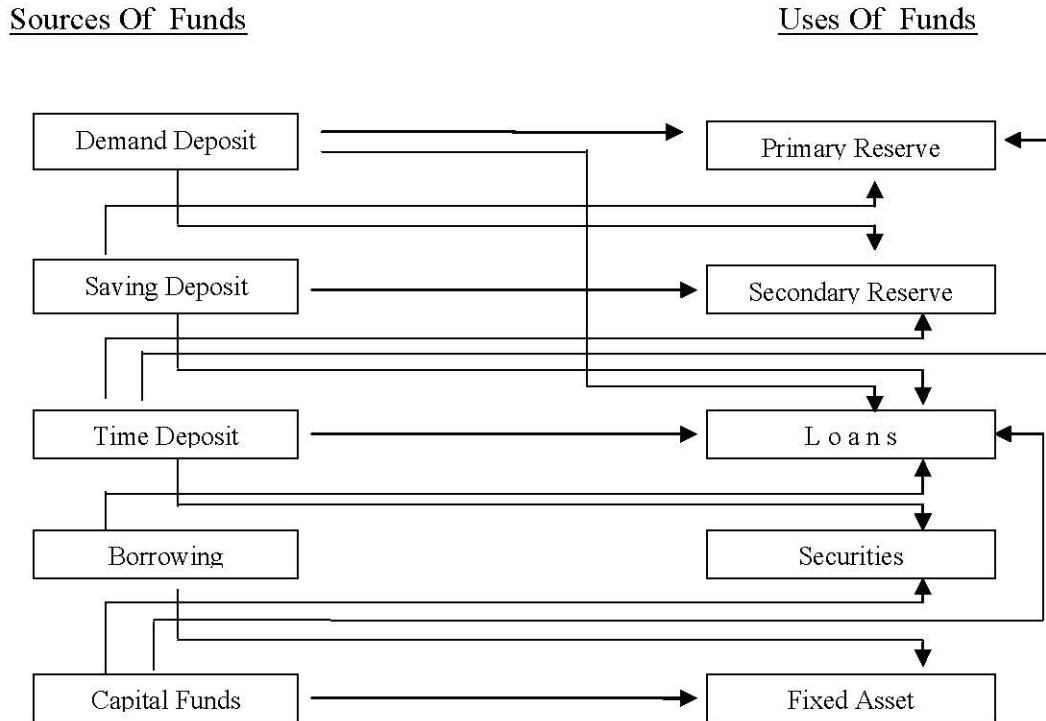 Sources Of Funds
Uses Of Funds
Demand Deposit
Primary Reserve
Saving Deposit
Secondary Reserve
Time Deposit
L o a n s
Borrowing
Securities
Capital Funds
Fixed Asset